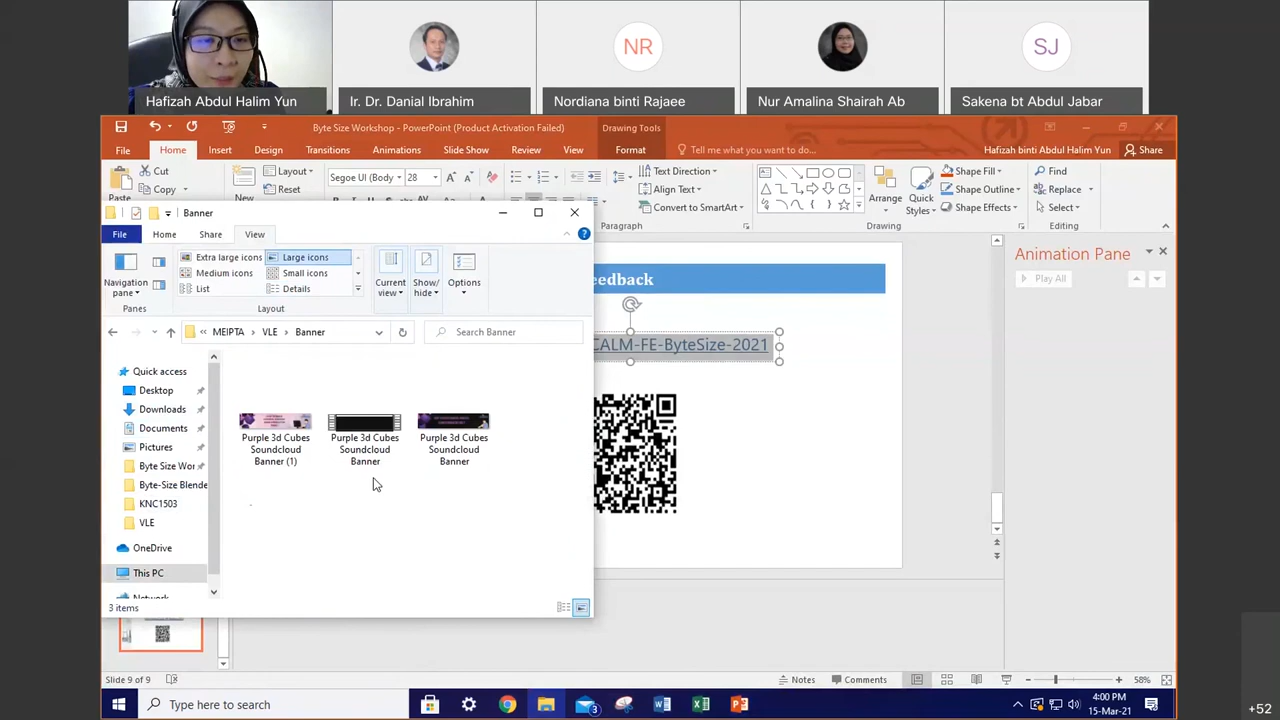 NR
SJ
Hafizah Abdul Halim Yun
Ir. Dr. Danial Ibrahim
Nordiana binti Rajaee
Nur Amalina Shairah Ab
Sakena bt Abdul Jabar
Byte Size Workshop - PowerPoint (Product Activation Failed)
Drawing Tools
File
Home
Insert
Design
Transitions
Animations
Slide Show
Review
View
Format
Tell me what you want to do...
Hafizah binti Abdul Halim Yun
Share
Paste
Cut
Copy
New
Layout
Reset
Segoe UI (Body
28
Text Direction
Align Text
Convert to SmartArt
Paragraph
Arrange
Quick
Styles
Shape Fill
Shape Outline
Shape Effects
Drawing
Find
Replace
Select
Editing
Banner
File
Home
Share
View
Navigation
pane
Panes
Extra large icons
Large icons
Medium icons
Small icons
List
Details
Layout
Current
view
Show/
hide
Options
MEIPTA
VLE
Banner
Search Banner
Quick access
Desktop
Downloads
Documents
Pictures
Byte Size Wor
Byte-Size Blende
KNC1503
VLE
OneDrive
This PC
Network
Purple 3d Cubes
Soundcloud
Banner (1)
Purple 3d Cubes
Soundcloud
Banner
Purple 3d Cubes
Soundcloud
Banner
3 items
eedback
CALM-FE-ByteSize-2021
Animation Pane
Play All
Slide 9 of 9
Notes
Comments
58%
Type here to search
3
4:00 PM
15-Mar-21
+52